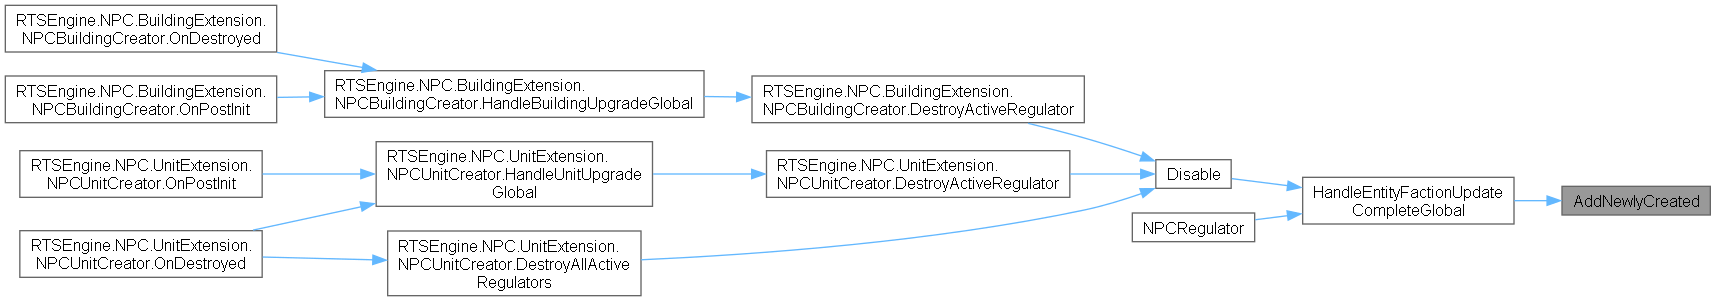 RTSEngine.NPC.BuildingExtension.
NPCBuildingCreator.OnDestroyed
RTSEngine.NPC.BuildingExtension.
NPCBuildingCreator.OnPostInit
RTSEngine.NPC.UnitExtension.
NPCUnitCreator.OnPostInit
RTSEngine.NPC.UnitExtension.
NPCUnitCreator.OnDestroyed
RTSEngine.NPC.BuildingExtension.
NPCBuildingCreator.HandleBuildingUpgradeGlobal
RTSEngine.NPC.UnitExtension.
NPCUnitCreator.HandleUnitUpgrade
Global
RTSEngine.NPC.UnitExtension.
NPCUnitCreator.DestroyAllActive
Regulators
RTSEngine.NPC.BuildingExtension.
NPCBuildingCreator.DestroyActiveRegulator
RTSEngine.NPC.UnitExtension.
NPCUnitCreator.DestroyActiveRegulator
Disable
NPCRegulator
HandleEntityFactionUpdate
CompleteGlobal
AddNewlyCreated